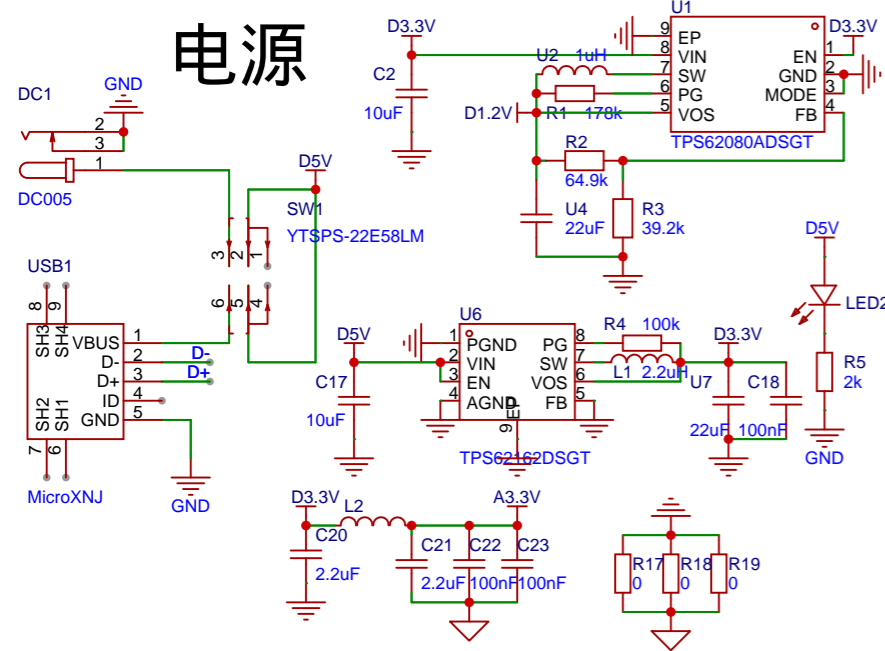 电源
DC1
GND
2
3
1
DC005
D5V
SW1
YTSPS-22E58LM
3
2
1
6
5
4
USB1
8
9
SH3
SH4
VBUS
1
D-
2
D-
D+
3
D+
ID
4
GND
5
SH2
SH1
7
6
MicroXNJ
GND
D3.3V
C2
10uF
U1
D3.3V
9
EP
8
VIN
7
SW
6
PG
5
VOS
EN
1
GND
2
MODE
3
FB
4
TPS62080ADSGT
U2
1uH
D1.2V
R1
178k
R2
64.9k
U4
22uF
R3
39.2k
D5V
LED2
R5
2k
GND
D5V
C17
10uF
U6
1
PGND
2
VIN
3
EN
4
AGND
EP
9
PG
8
SW
7
VOS
6
FB
5
TPS62162DSGT
R4
100k
L1
2.2uH
D3.3V
U7
C18
22uF
100nF
D3.3V
L2
A3.3V
C20
2.2uF
C21
C22
C23
2.2uF
100nF
100nF
R17
0
R18
0
R19
0